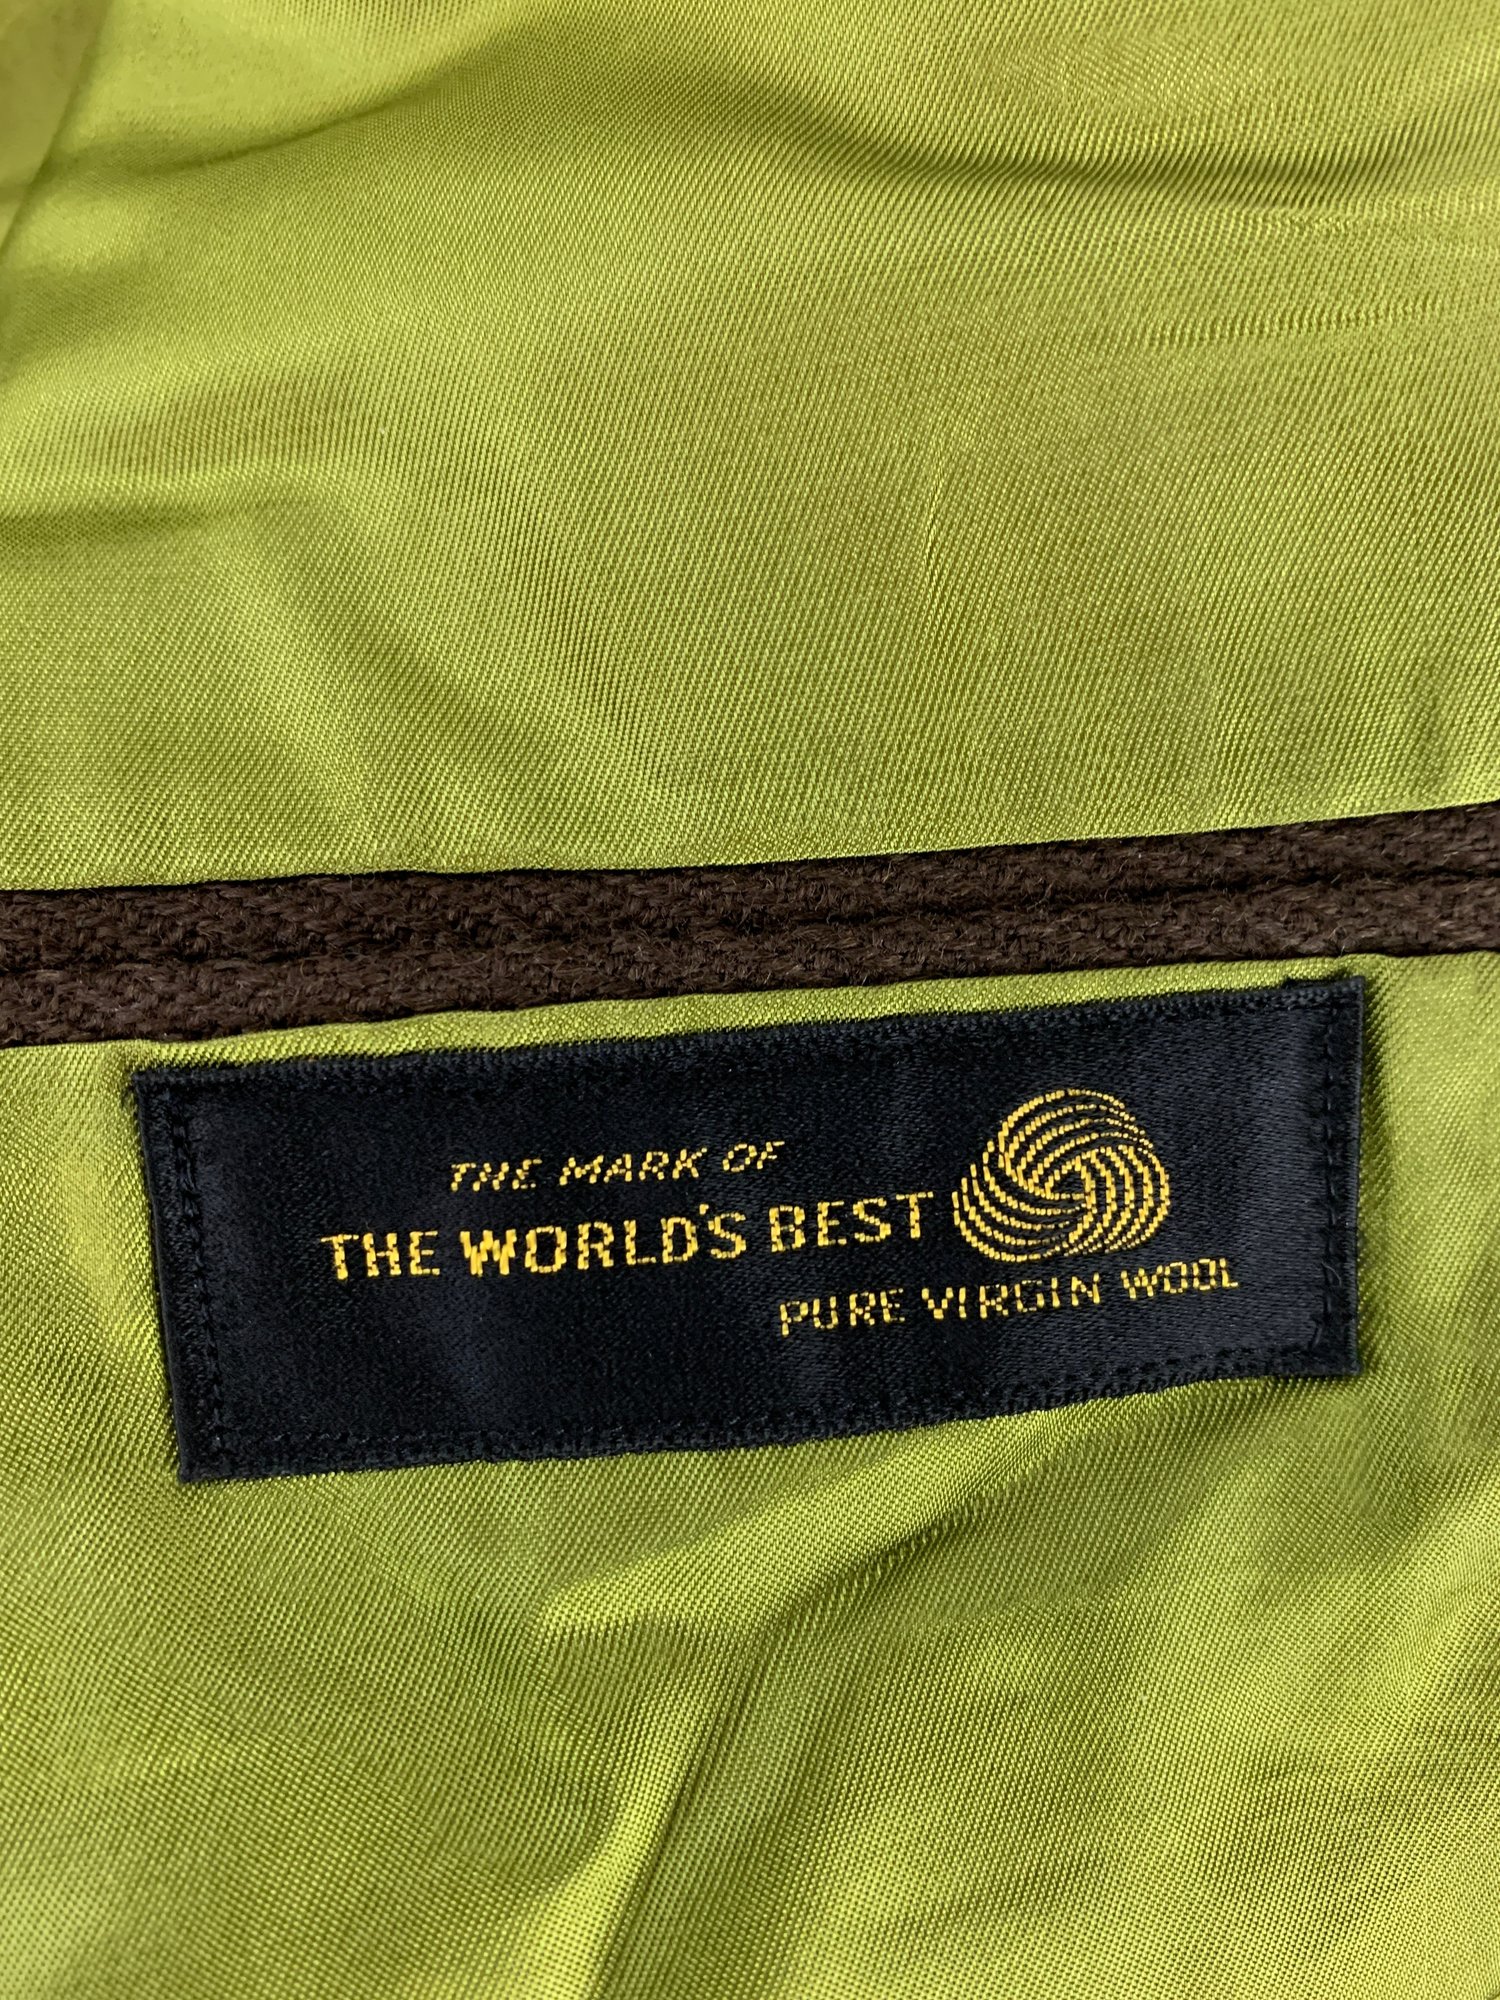 THE MARK OF
THE WORLD'S BEST
PURE VIRGIN WOOL